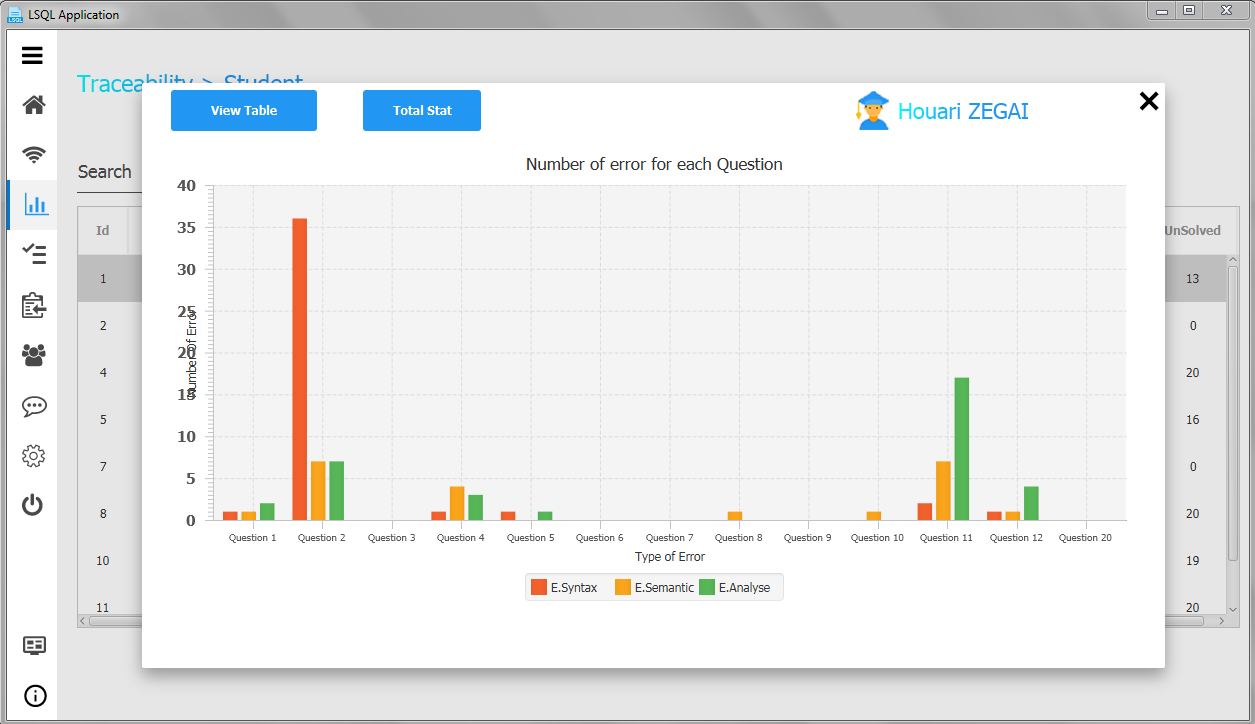 LSQL Application
Traceability > Student
View Table
Total Stat
Houari ZEGAI
Search
Number of error for each Question
Id
UnSolved
1
13
2
0
4
20
5
16
7
0
8
20
10
19
11
20
40
35
30
25
20
15
10
5
0
Number of Error
Question 1 Question 2 Question 3 Question 4 Question 5 Question 6 Question 7 Question 8 Question 9 Question 10 Question 11 Question 12 Question 20
Type of Error
E.Syntax E.Semantic E.Analyse